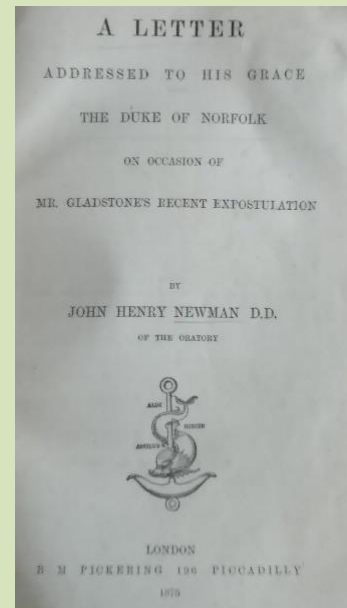 A LETTER
ADDRESSED TO HIS GRACE
THE DUKE OF NORFOLK
ON OCCASION OF
MR. GLADSTONE'S RECENT EXPOSTULATION
BY
JOHN HENRY NEWMAN D.D.
OF THE ORATORY
LONDON
B M PICKERING 196 PICCADILLY
1875